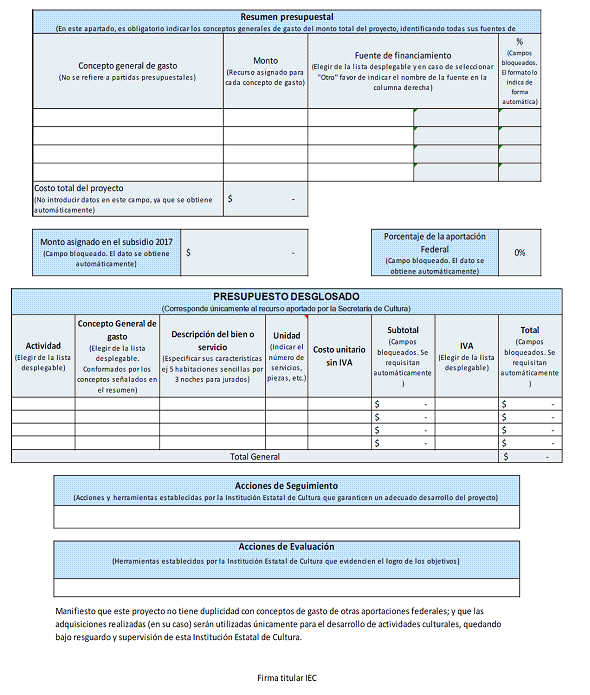 Resumen presupuestal
(En este apartado, es obligatorio indicar los conceptos generales de gasto del monto total del proyecto, identificando todas sus fuentes de
Concepto general de gasto
(No se refiere a partidas presupuestales)
Monto
(Recurso asignado para
cada concepto de gasto)
Fuente de financiamiento
(Elegir de la lista desplegable y en caso de seleccionar
"Otro" favor de indicar el nombre de la fuente en la
columna derecha)
%
(Campos
bloqueados.
El formato lo
indica de
forma
automática)
Costo total del proyecto
(No introducir datos en este campo, ya que se obtiene
automáticamente)
$ -
Monto asignado en el subsidio 2017
(Campo bloqueado. El dato se obtiene
automáticamente)
$ -
Porcentaje de la aportación
Federal
(Campo bloqueado. El dato se
obtiene automáticamente)
0%
PRESUPUESTO DESGLOSADO
(Corresponde únicamente al recurso aportado por la Secretaría de Cultura)
Actividad
(Elegir de la lista
desplegable)
Concepto General de
gasto
(Elegir de la lista
desplegable.
Conformados por los
conceptos señalados en
el resumen)
Descripción del bien o
servicio
(Especificar sus características
ej 5 habitaciones sencillas por
3 noches para jurados)
Unidad
(Indicar el
número de
servicios,
piezas, etc.)
Costo unitario
sin IVA
Subtotal
(Campos
bloqueados. Se
requisitan
automáticamente
)
IVA
(Elegir de la lista
desplegable)
Total
(Campos
bloqueados. Se
requisitan
automáticamente
)
$ - $ -
$ - $ -
$ - $ -
$ - $ -
Total General $ -
Acciones de Seguimiento
(Acciones y herramientas establecidas por la Institución Estatal de Cultura que garanticen un adecuado desarrollo del proyecto)
Acciones de Evaluación
(Herramientas establecidos por la Institución Estatal de Cultura que evidencien el logro de los objetivos)
Manifiesto que este proyecto no tiene duplicidad con conceptos de gasto de otras aportaciones federales; y que las
adquisiciones realizadas (en su caso) serán utilizadas únicamente para el desarrollo de actividades culturales, quedando
bajo resguardo y supervisión de esta Institución Estatal de Cultura.
Firma titular IEC